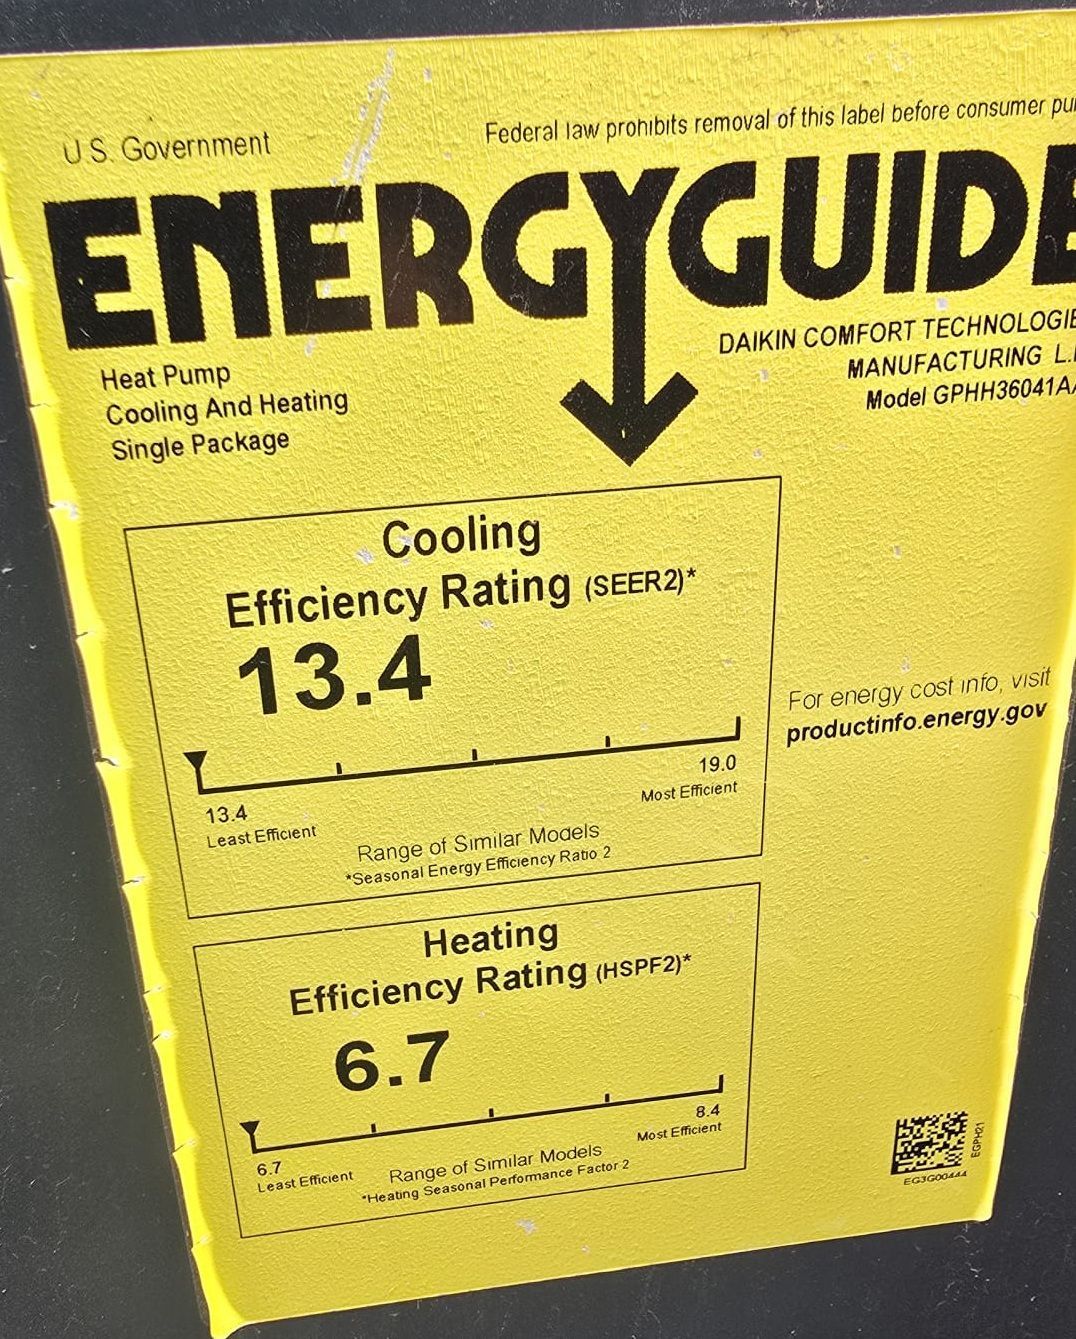 U.S. Government
Federal law prohibits removal of this label before consumer pu
ENERGYGUIDE
Heat Pump
Cooling And Heating
Single Package
DAIKIN COMFORT TECHNOLOGIE
MANUFACTURING L.
Model GPHH36041A
Cooling
Efficiency Rating (SEER2)*
13.4
13.4
Least Efficient
19.0
Most Efficient
Range of Similar Models
*Seasonal Energy Efficiency Ratio 2
For energy cost info, visit
productinfo.energy.gov
Heating
Efficiency Rating (HSPF2)*
6.7
6.7
Least Efficient
8.4
Most Efficient
Range of Similar Models
*Heating Seasonal Performance Factor 2
EGPH21
EG3G00444